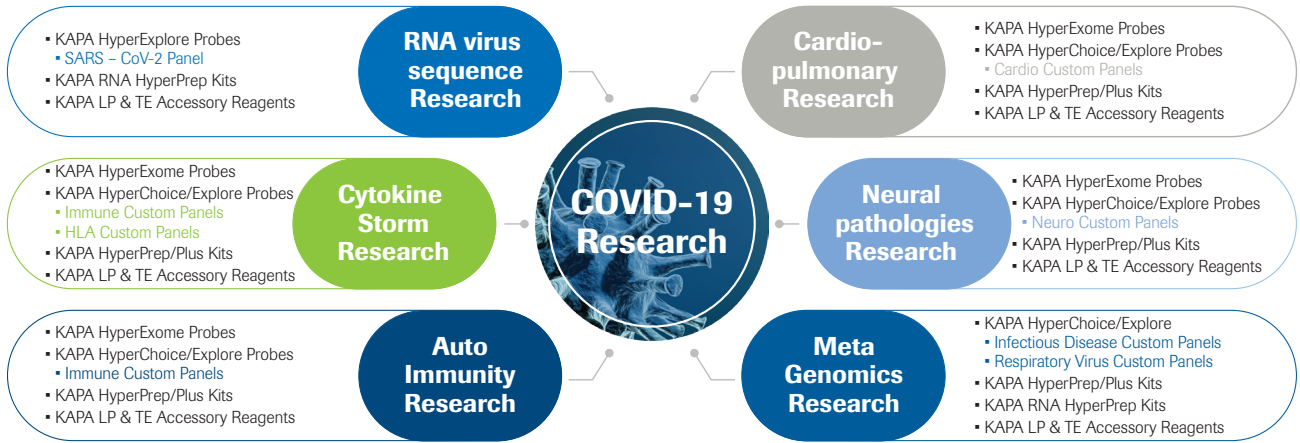 ▪ KAPA HyperExplore Probes
▪ SARS – CoV-2 Panel
▪ KAPA RNA HyperPrep Kits
▪ KAPA LP & TE Accessory Reagents
RNA virus
sequence
Research
▪ KAPA HyperExome Probes
▪ KAPA HyperChoice/Explore Probes
▪ Immune Custom Panels
▪ HLA Custom Panels
▪ KAPA HyperPrep/Plus Kits
▪ KAPA LP & TE Accessory Reagents
Cytokine
Storm
Research
▪ KAPA HyperExome Probes
▪ KAPA HyperChoice/Explore Probes
▪ Immune Custom Panels
▪ KAPA HyperPrep/Plus Kits
▪ KAPA LP & TE Accessory Reagents
Auto
Immunity
Research
COVID-19
Research
Cardio-
pulmonary
Research
▪ KAPA HyperExome Probes
▪ KAPA HyperChoice/Explore Probes
▪ Cardio Custom Panels
▪ KAPA HyperPrep/Plus Kits
▪ KAPA LP & TE Accessory Reagents
Neural
pathologies
Research
▪ KAPA HyperExome Probes
▪ KAPA HyperChoice/Explore Probes
▪ Neuro Custom Panels
▪ KAPA HyperPrep/Plus Kits
▪ KAPA LP & TE Accessory Reagents
Meta
Genomics
Research
▪ KAPA HyperChoice/Explore
▪ Infectious Disease Custom Panels
▪ Respiratory Virus Custom Panels
▪ KAPA HyperPrep/Plus Kits
▪ KAPA RNA HyperPrep Kits
▪ KAPA LP & TE Accessory Reagents